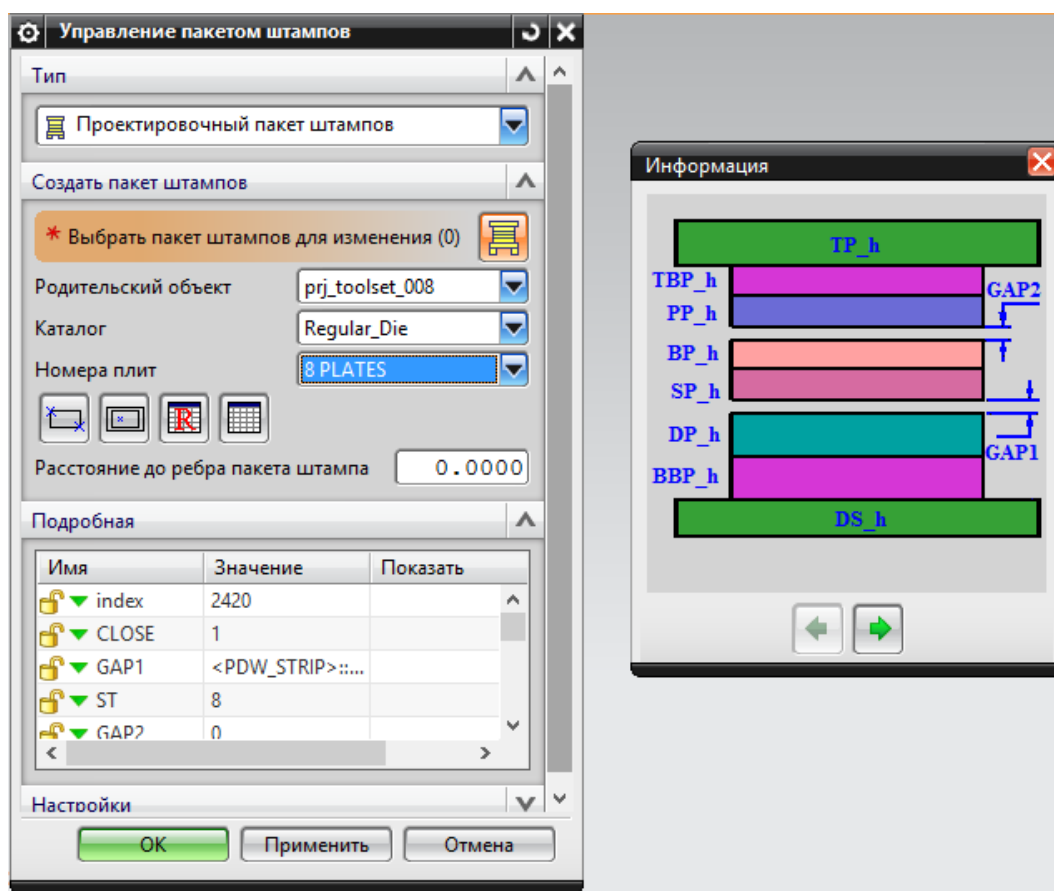 Управление пакетом штампов
Тип
Проектировочный пакет штампов
Создать пакет штампов
* Выбрать пакет штампов для изменения (0)
Родительский объект prj_toolset_008
Каталог Regular_Die
Номера плит 8 PLATES
R
Расстояние до ребра пакета штампа 0.0000
Подробная
Имя Значение Показать
index 2420
CLOSE 1
GAP1 <PDW_STRIP>::...
ST 8
GAP2 0
Настройки
OK Применить Отмена
Информация
TP_h
TBP_h
GAP2
PP_h
BP_h
SP_h
DP_h
GAP1
BBP_h
DS_h